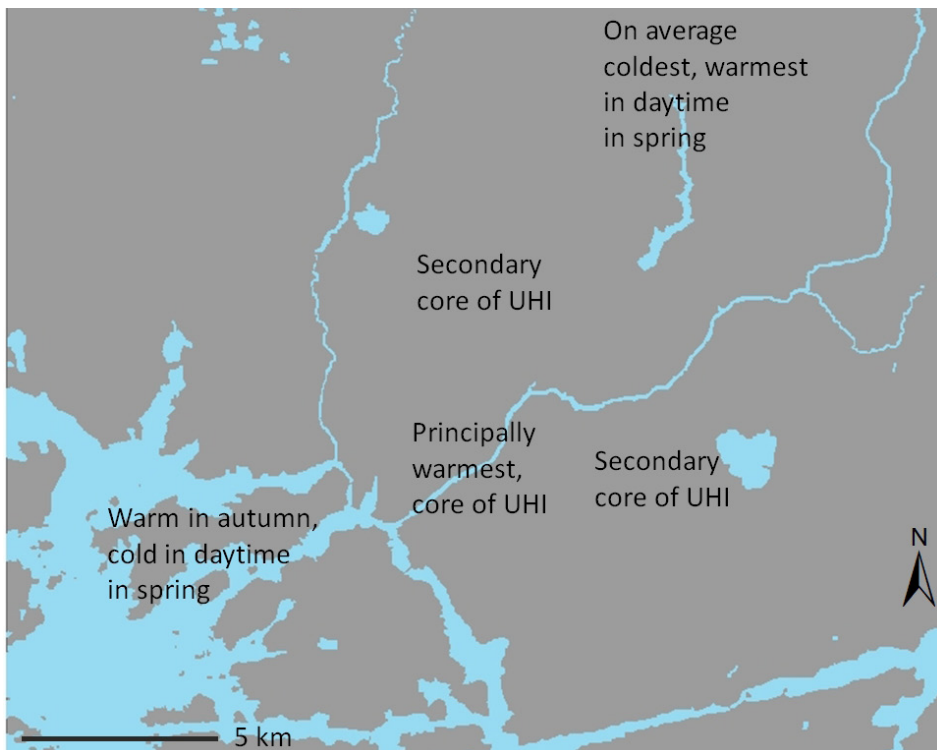 On average
coldest, warmest
in daytime
in spring
Secondary
core of UHI
Principally
warmest,
core of UHI
Secondary
core of UHI
Warm in autumn,
cold in daytime
in spring
N
5 km